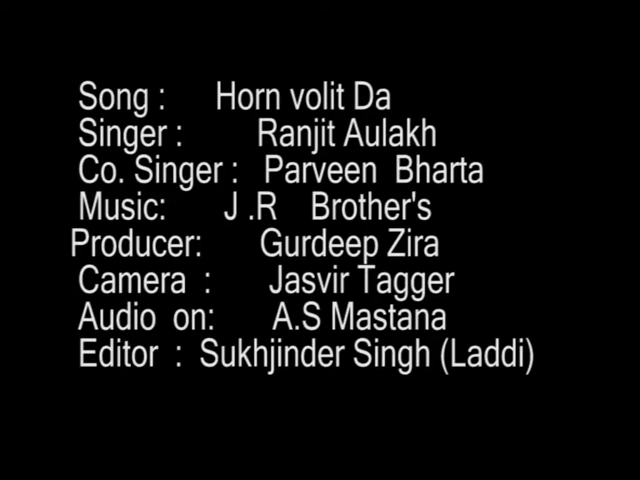 Song : Horn volit Da
Singer : Ranjit Aulakh
Co. Singer : Parveen Bharta
Music: J .R Brother's
Producer: Gurdeep Zira
Camera : Jasvir Tagger
Audio on: A.S Mastana
Editor : Sukhjinder Singh (Laddi)